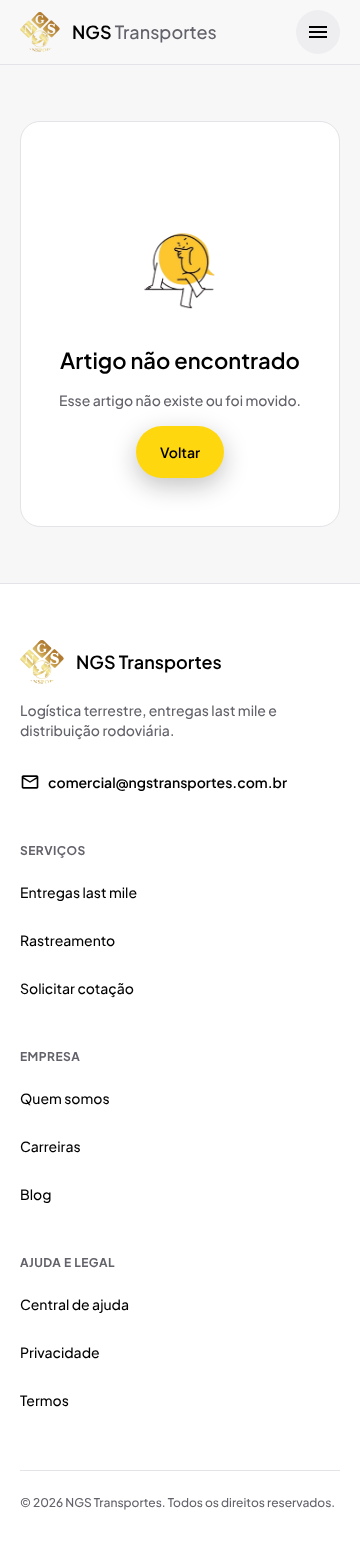 NGS
NGS Transportes
Artigo não encontrado
Esse artigo não existe ou foi movido.
Voltar
NGS
NGS Transportes
Logística terrestre, entregas last mile e
distribuição rodoviária.
comercial@ngstransportes.com.br
SERVIÇOS
Entregas last mile
Rastreamento
Solicitar cotação
EMPRESA
Quem somos
Carreiras
Blog
AJUDA E LEGAL
Central de ajuda
Privacidade
Termos
© 2026 NGS Transportes. Todos os direitos reservados.